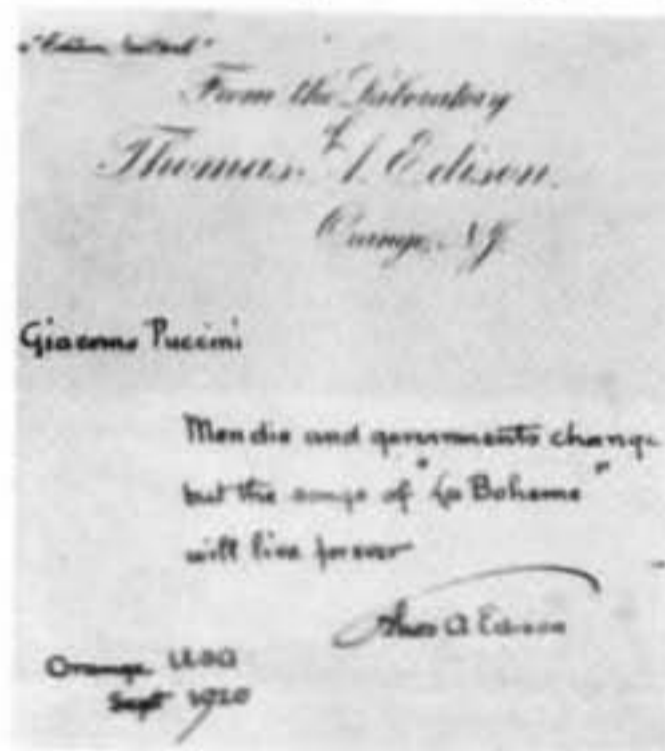 From the Laboratory
of
Thomas A. Edison.
Orange, N.J.
Giacomo Puccini
Men die and governments change
but the songs of "La Boheme"
will live forever
Thos A Edison
Orange USA
Sept 1920